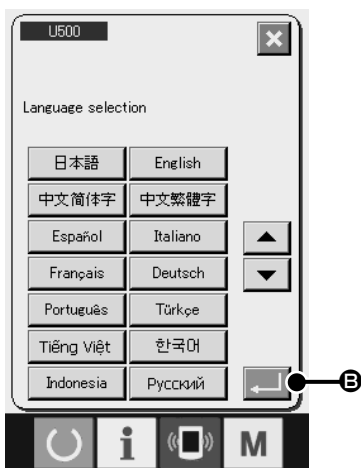 U500
Language selection
日本語 English
中文简体字 中文繁體字
Español Italiano
Français Deutsch
Português Türkçe
Tiếng Việt 한국어
Indonesia Русский
B
i M